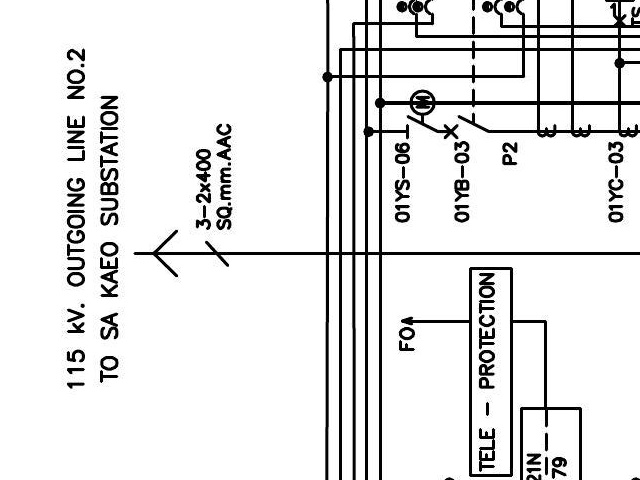 115 kV. OUTGOING LINE NO.2
TO SA KAEO SUBSTATION
3-2x400
SQ.mm.AAC
M
01YS-06
01YB-03
P2
01YC-03
FO
TELE - PROTECTION
21N
79